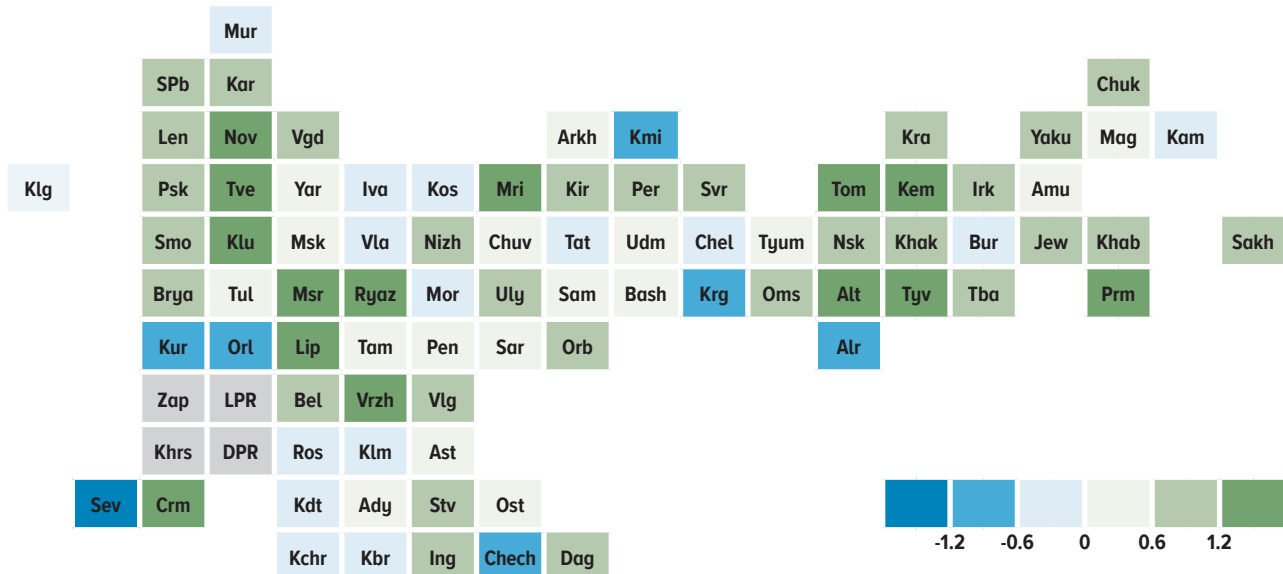 Mur
SPb Kar Chuk
Len Nov Vgd Arkh Kmi Kra Yaku Mag Kam
Klg Psk Tve Yar Iva Kos Mri Kir Per Svr Tom Kem Irk Amu
Smo Klu Msk Vla Nizh Chuv Tat Udm Chel Tyum Nsk Khak Bur Jew Khab Sakh
Brya Tul Msr Ryaz Mor Uly Sam Bash Krg Oms Alt Tyv Tba Prm
Kur Orl Lip Tam Pen Sar Orb Alr
Zap LPR Bel Vrzh Vlg
Khrs DPR Ros Klm Ast
Sev Crm Kdt Ady Stv Ost
-1.2 -0.6 0 0.6 1.2
Kchr Kbr Ing Chech Dag